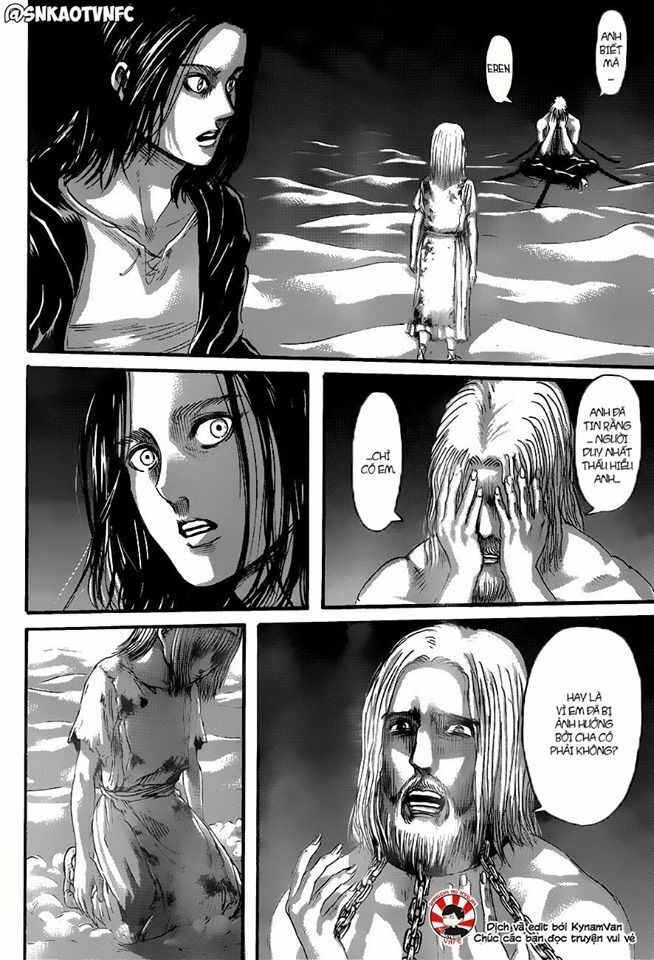 @SNKAOTVNFC
ANH
BIẾT
MÀ
...
EREN
ANH ĐÃ
TIN RẰNG
... NGƯỜI
DUY NHẤT
THẤU HIỂU
ANH...
...CHỈ
CÓ EM.
HAY LÀ
VÌ EM ĐÃ BỊ
ẢNH HƯỞNG
BỞI CHA CÓ
PHẢI KHÔNG?
Dịch và edit bởi KynamVan
Chúc các bạn đọc truyện vui vẻ